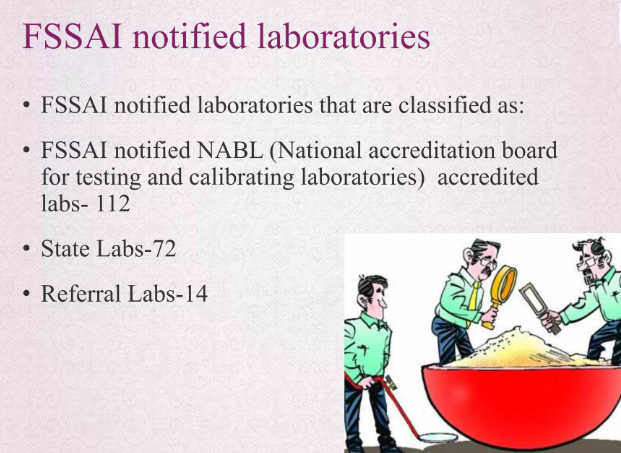 FSSAI notified laboratories
• FSSAI notified laboratories that are classified as:
• FSSAI notified NABL (National accreditation board
for testing and calibrating laboratories) accredited
labs- 112
• State Labs-72
• Referral Labs-14